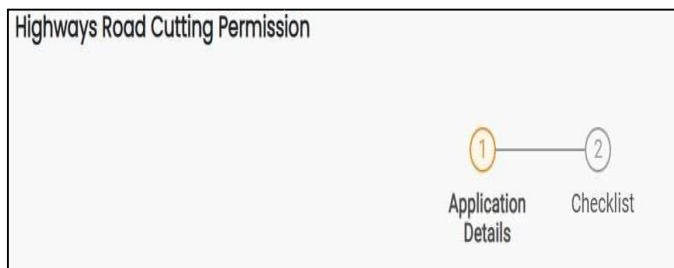 Highways Road Cutting Permission
1
2
Application
Details
Checklist